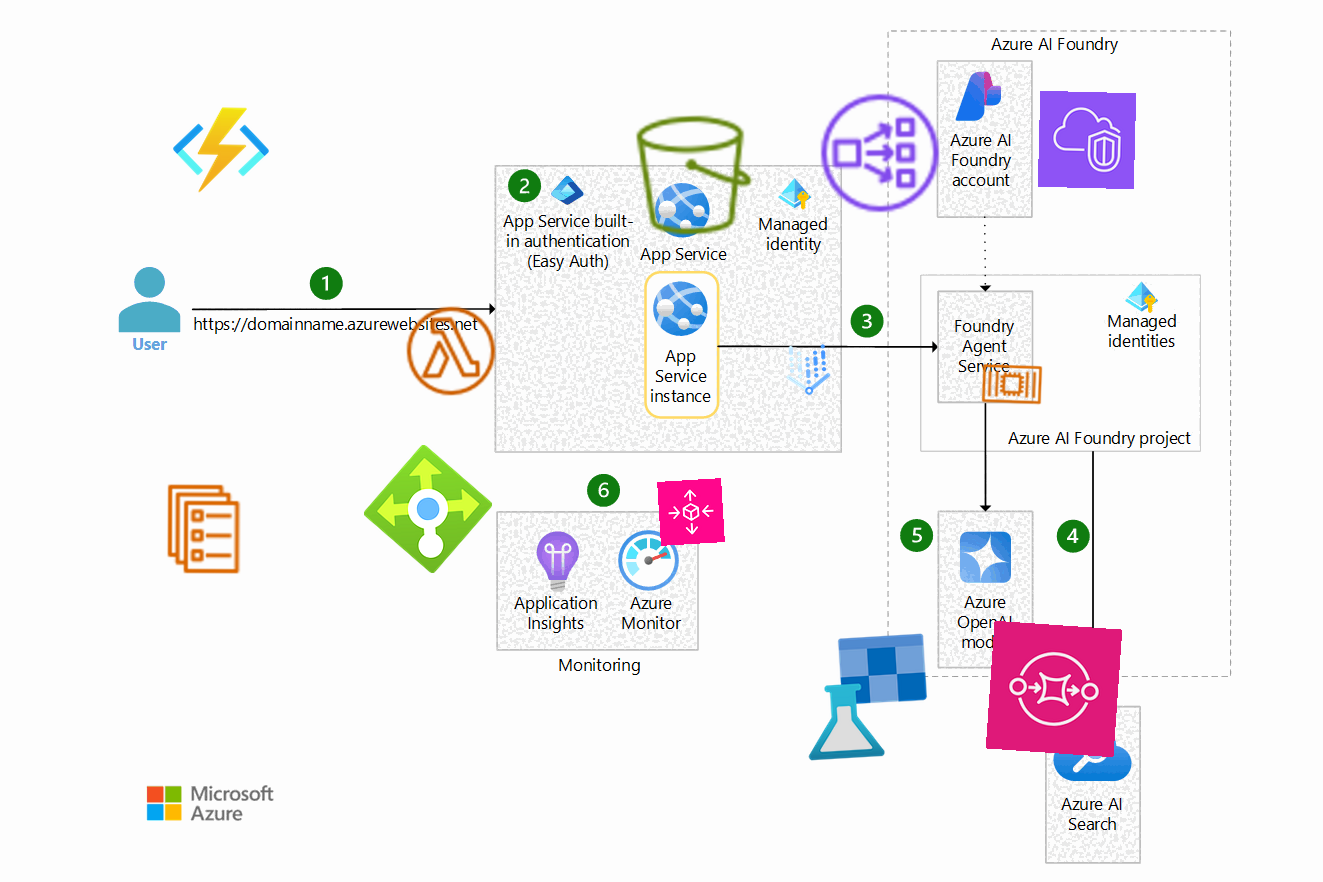 Azure AI Foundry
Azure AI
Foundry
account
2
App Service built-
in authentication
(Easy Auth)
App Service
Managed
identity
1
https://domainname.azurewebsites.net
User
App
Service
instance
3
Foundry
Agent
Service
Managed
identities
Azure AI Foundry project
6
Application
Insights
Azure
Monitor
Monitoring
5
4
Azure
OpenAI
Azure AI
Search
Microsoft
Azure